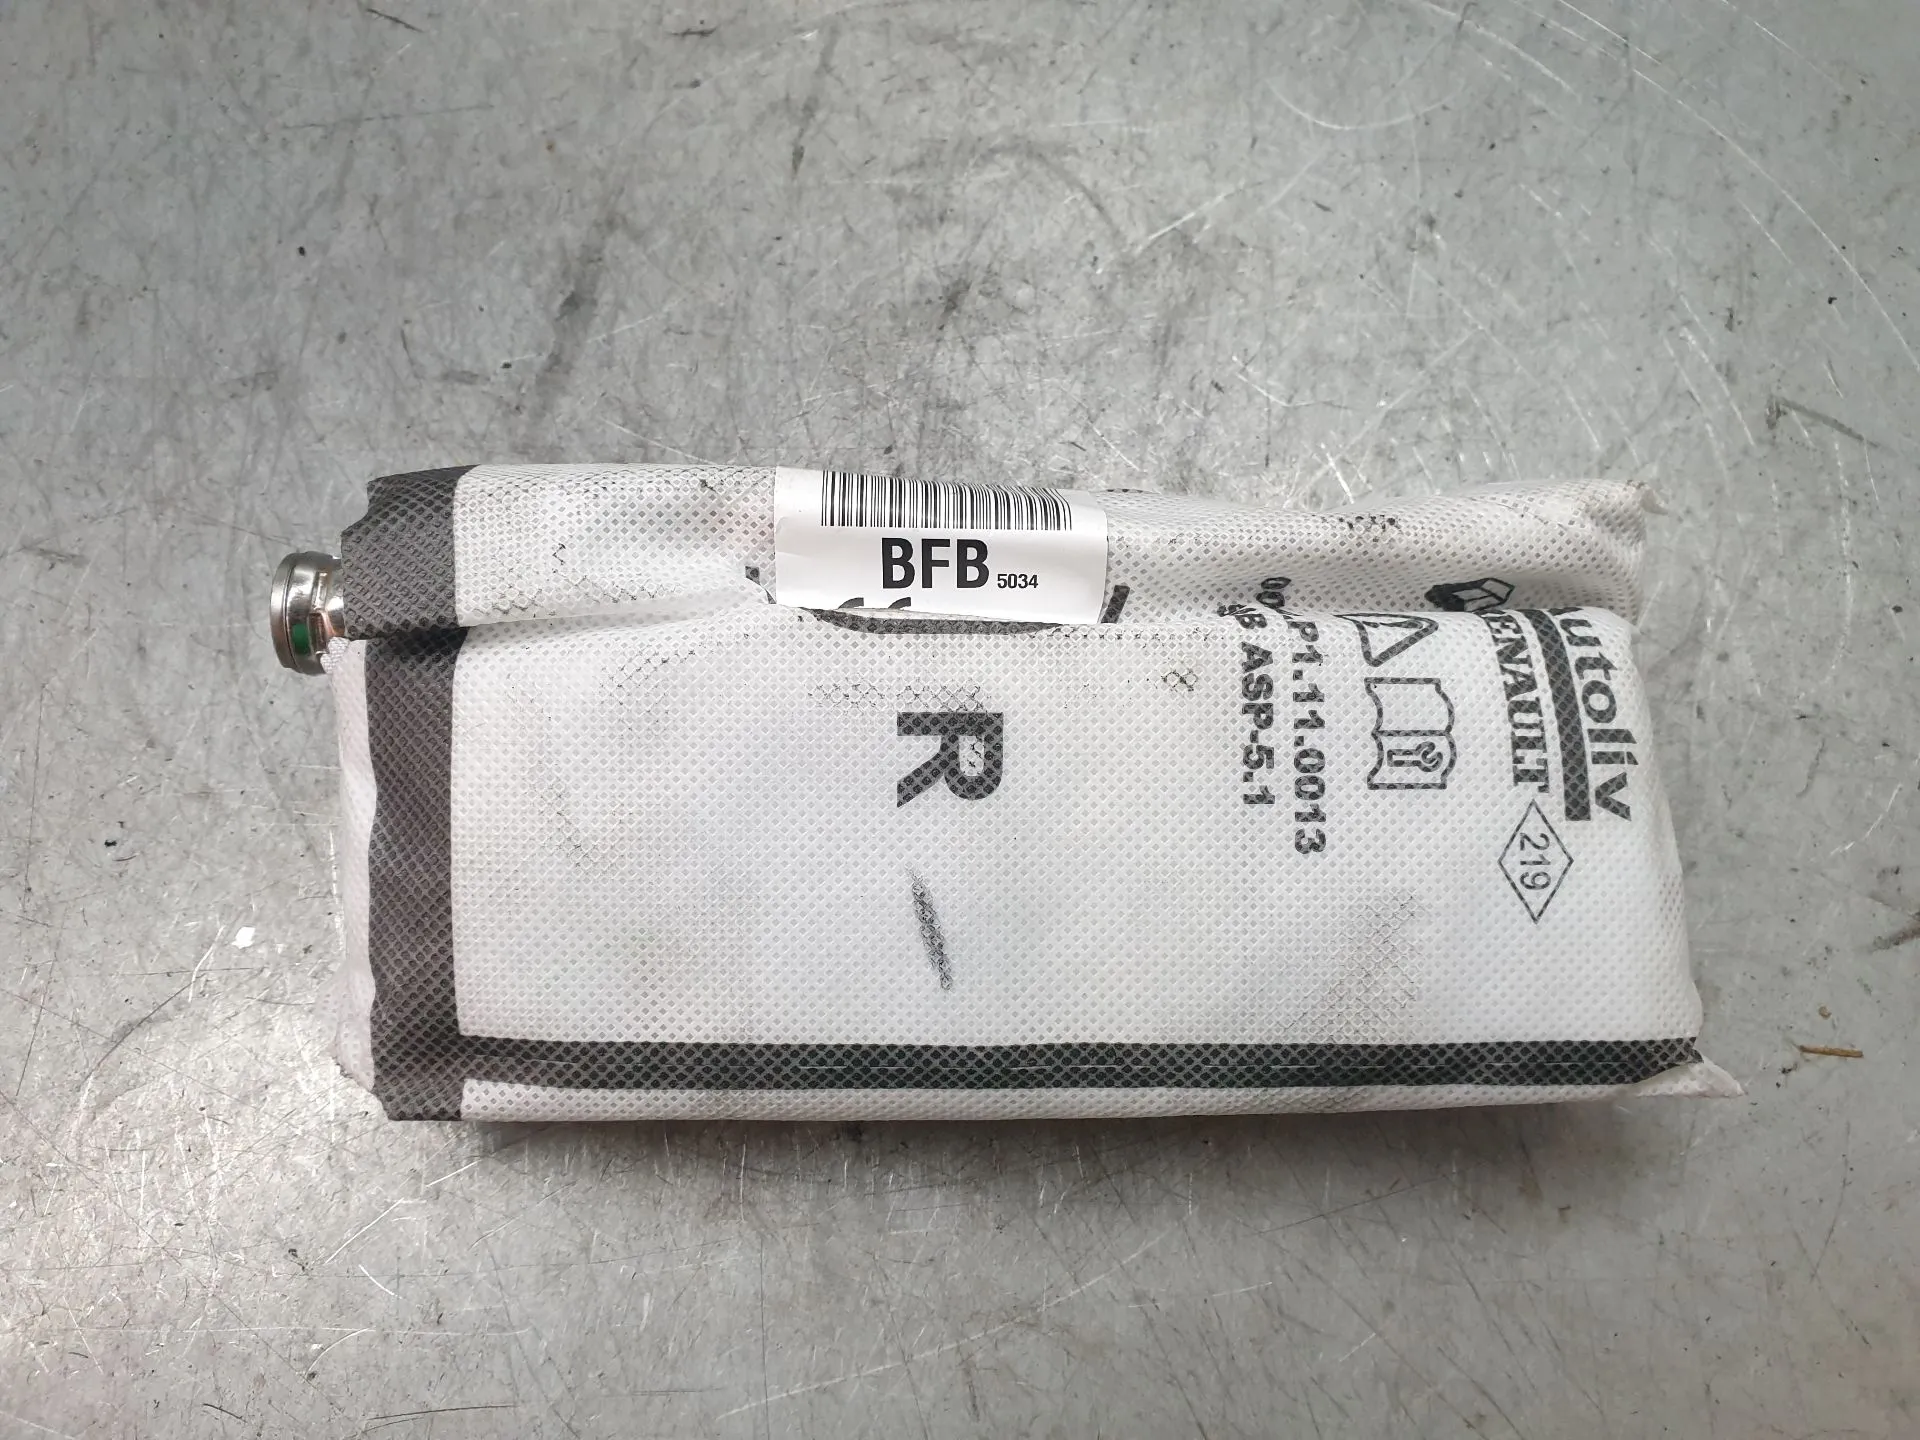 BFB 5034
R
utoliv
RENAULT
219
P1.11.0013
ASP-5.1